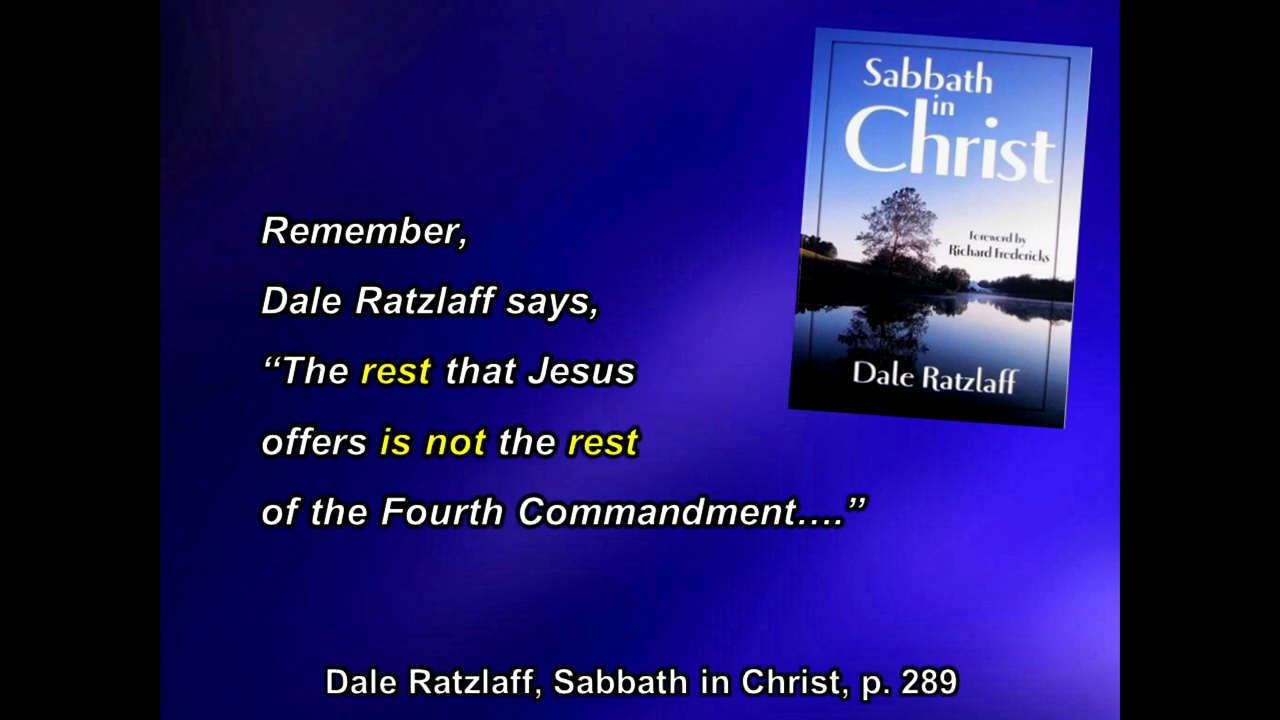 Sabbath
in
Christ
Foreword by
Richard Fredericks
Dale Ratzlaff
Remember,
Dale Ratzlaff says,
“The rest that Jesus
offers is not the rest
of the Fourth Commandment....”
Dale Ratzlaff, Sabbath in Christ, p. 289